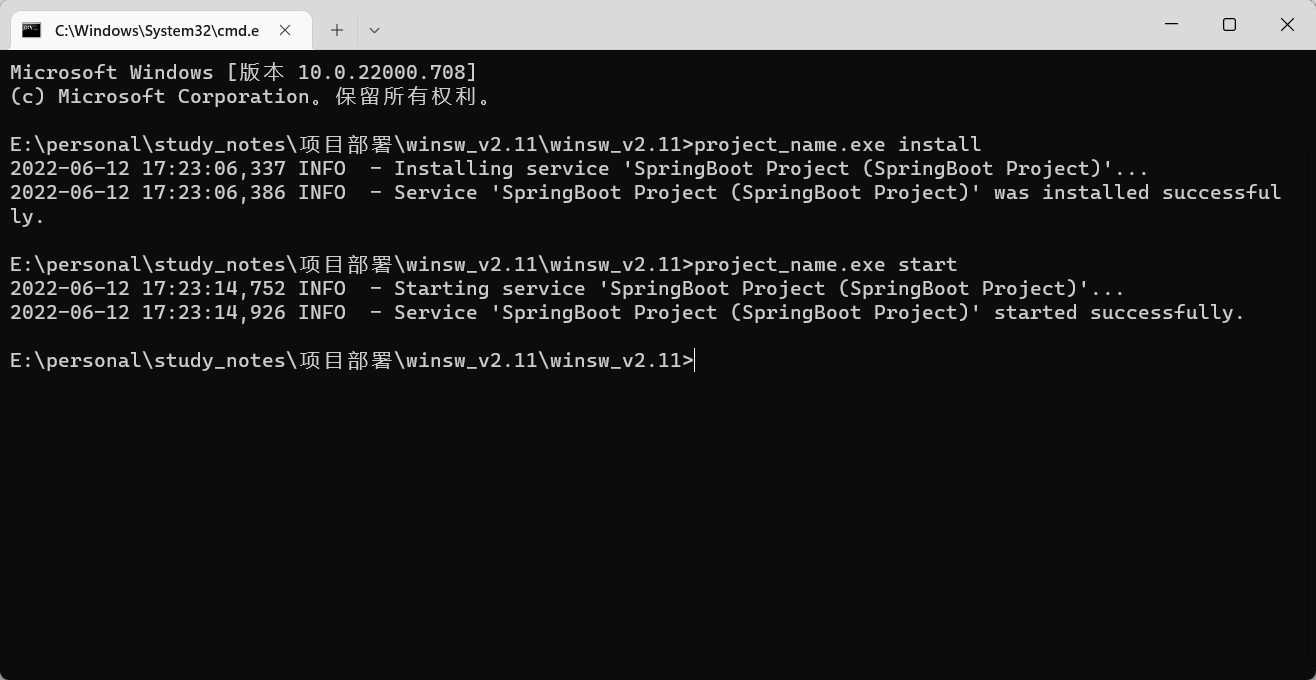 C:\Windows\System32\cmd.e
Microsoft Windows [版本 10.0.22000.708]
(c) Microsoft Corporation。保留所有权利。
E:\personal\study_notes\项目部署\winsw_v2.11\winsw_v2.11>project_name.exe install
2022-06-12 17:23:06,337 INFO  - Installing service 'SpringBoot Project (SpringBoot Project)'...
2022-06-12 17:23:06,386 INFO  - Service 'SpringBoot Project (SpringBoot Project)' was installed successful
ly.
E:\personal\study_notes\项目部署\winsw_v2.11\winsw_v2.11>project_name.exe start
2022-06-12 17:23:14,752 INFO  - Starting service 'SpringBoot Project (SpringBoot Project)'...
2022-06-12 17:23:14,926 INFO  - Service 'SpringBoot Project (SpringBoot Project)' started successfully.
E:\personal\study_notes\项目部署\winsw_v2.11\winsw_v2.11>